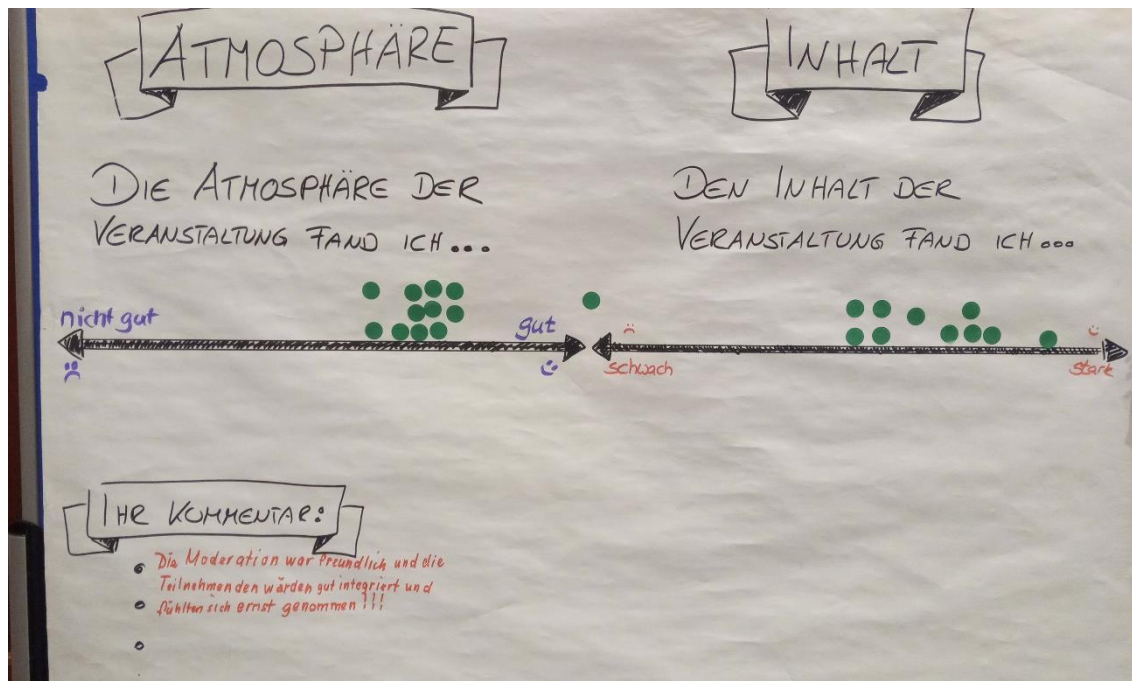 ATMOSPHÄRE
DIE ATMOSPHÄRE DER
VERANSTALTUNG FAND ICH...
nicht gut
gut
INHALT
DEN INHALT DER
VERANSTALTUNG FAND ICH...
schwach
stark
IHR KOMMENTAR:
Die Moderation war freundlich und die
Teilnehmenden wärden gut integriert und
fühlten sich ernst genommen!!!